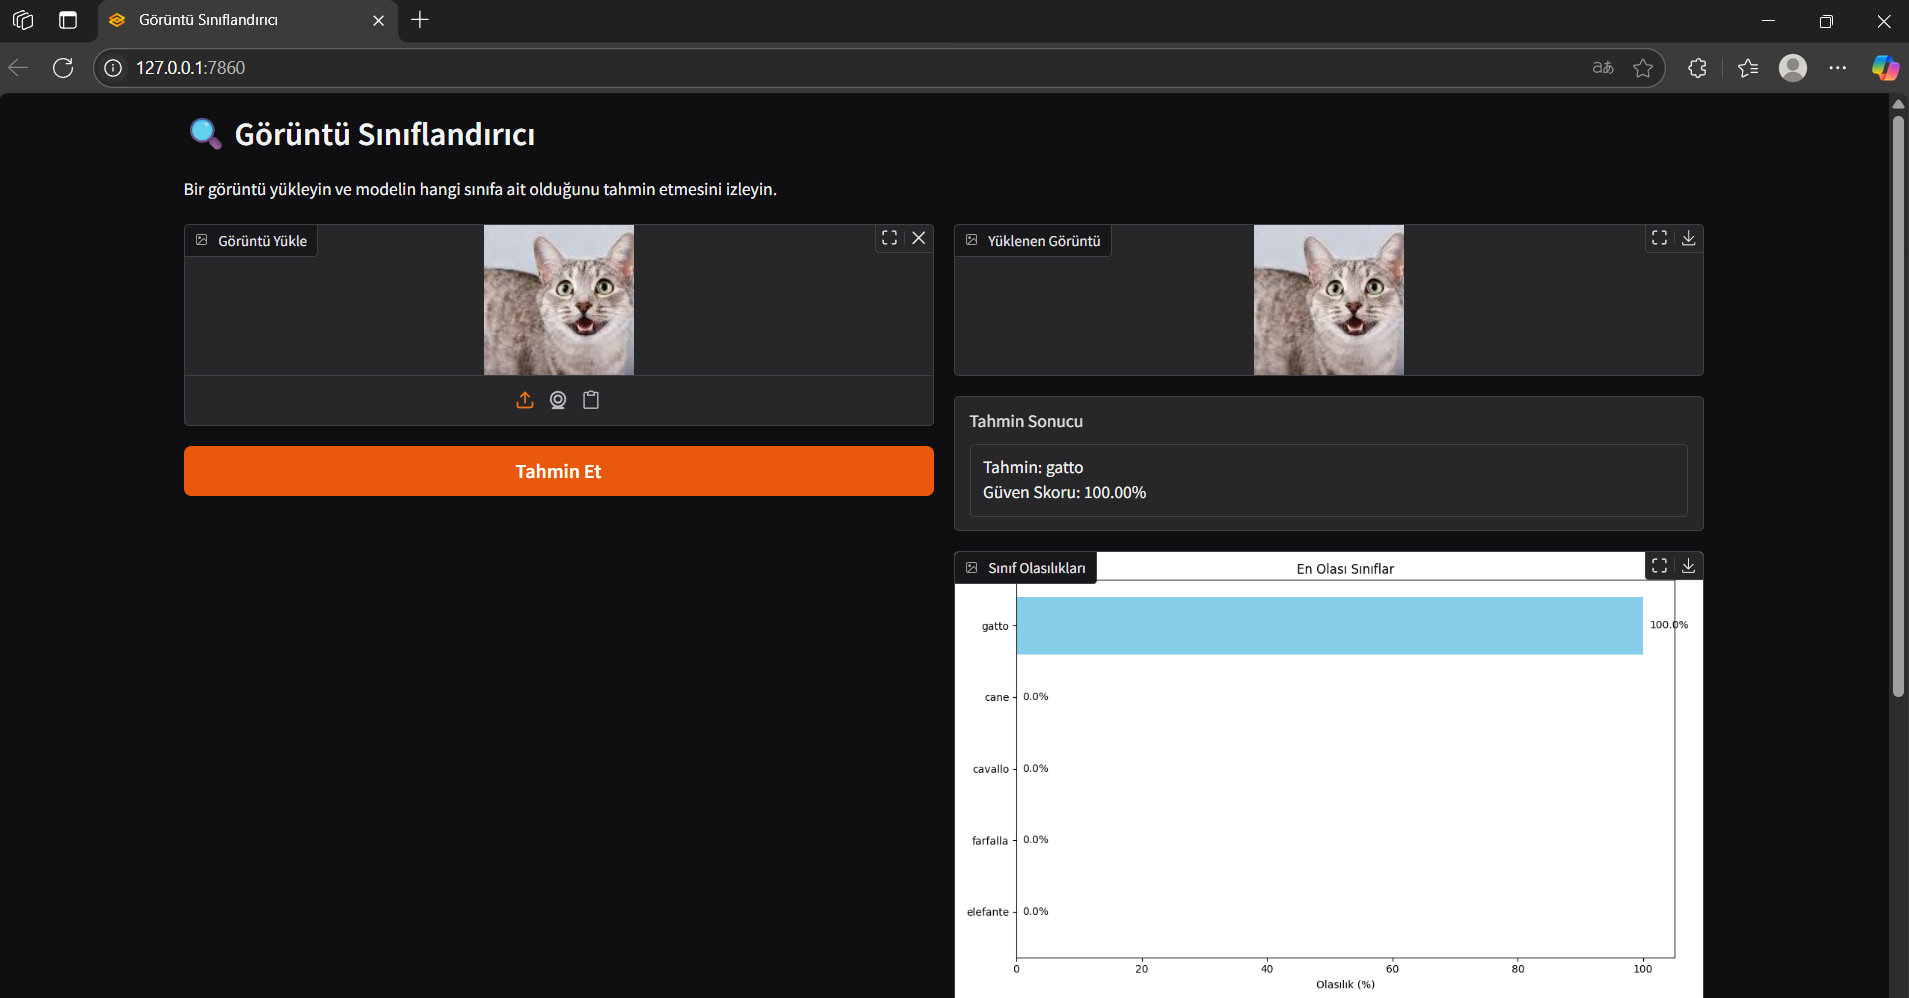 Görüntü Sınıflandırıcı
127.0.0.1:7860
aあ
Görüntü Sınıflandırıcı
Bir görüntü yükleyin ve modelin hangi sınıfa ait olduğunu tahmin etmesini izleyin.
Görüntü Yükle
Tahmin Et
Yüklenen Görüntü
Tahmin Sonucu
Tahmin: gatto
Güven Skoru: 100.00%
Sınıf Olasılıkları
En Olası Sınıflar
gatto 100.0%
cane 0.0%
cavallo 0.0%
farfalla 0.0%
elefante 0.0%
0 20 40 60 80 100
Olasılık (%)